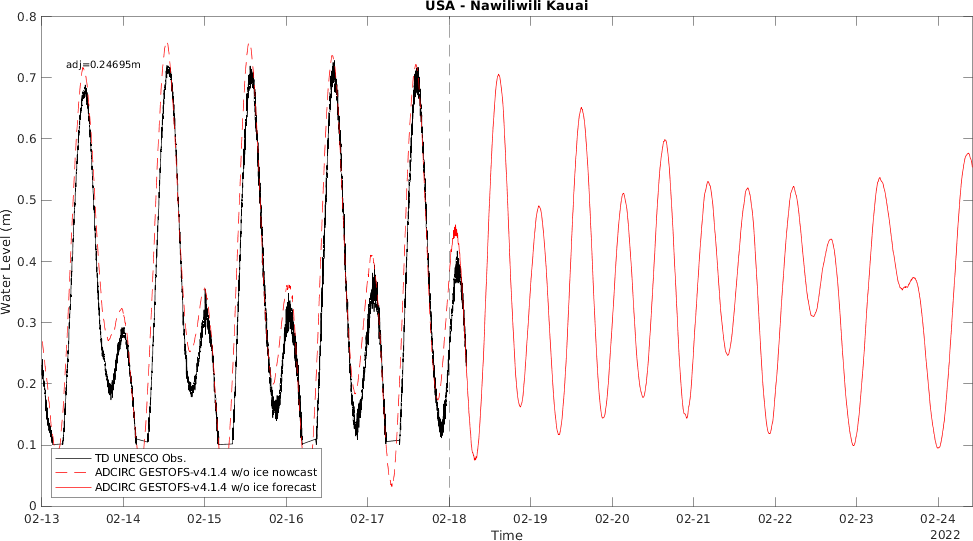 USA - Nawiliwili Kauai
0.8
0.7
0.6
0.5
0.4
0.3
0.2
0.1
0
Water Level (m)
adj=0.24695m
TD UNESCO Obs.
ADCIRC GESTOFS-v4.1.4 w/o ice nowcast
ADCIRC GESTOFS-v4.1.4 w/o ice forecast
02-13 02-14 02-15 02-16 02-17 02-18 02-19 02-20 02-21 02-22 02-23 02-24
Time
2022